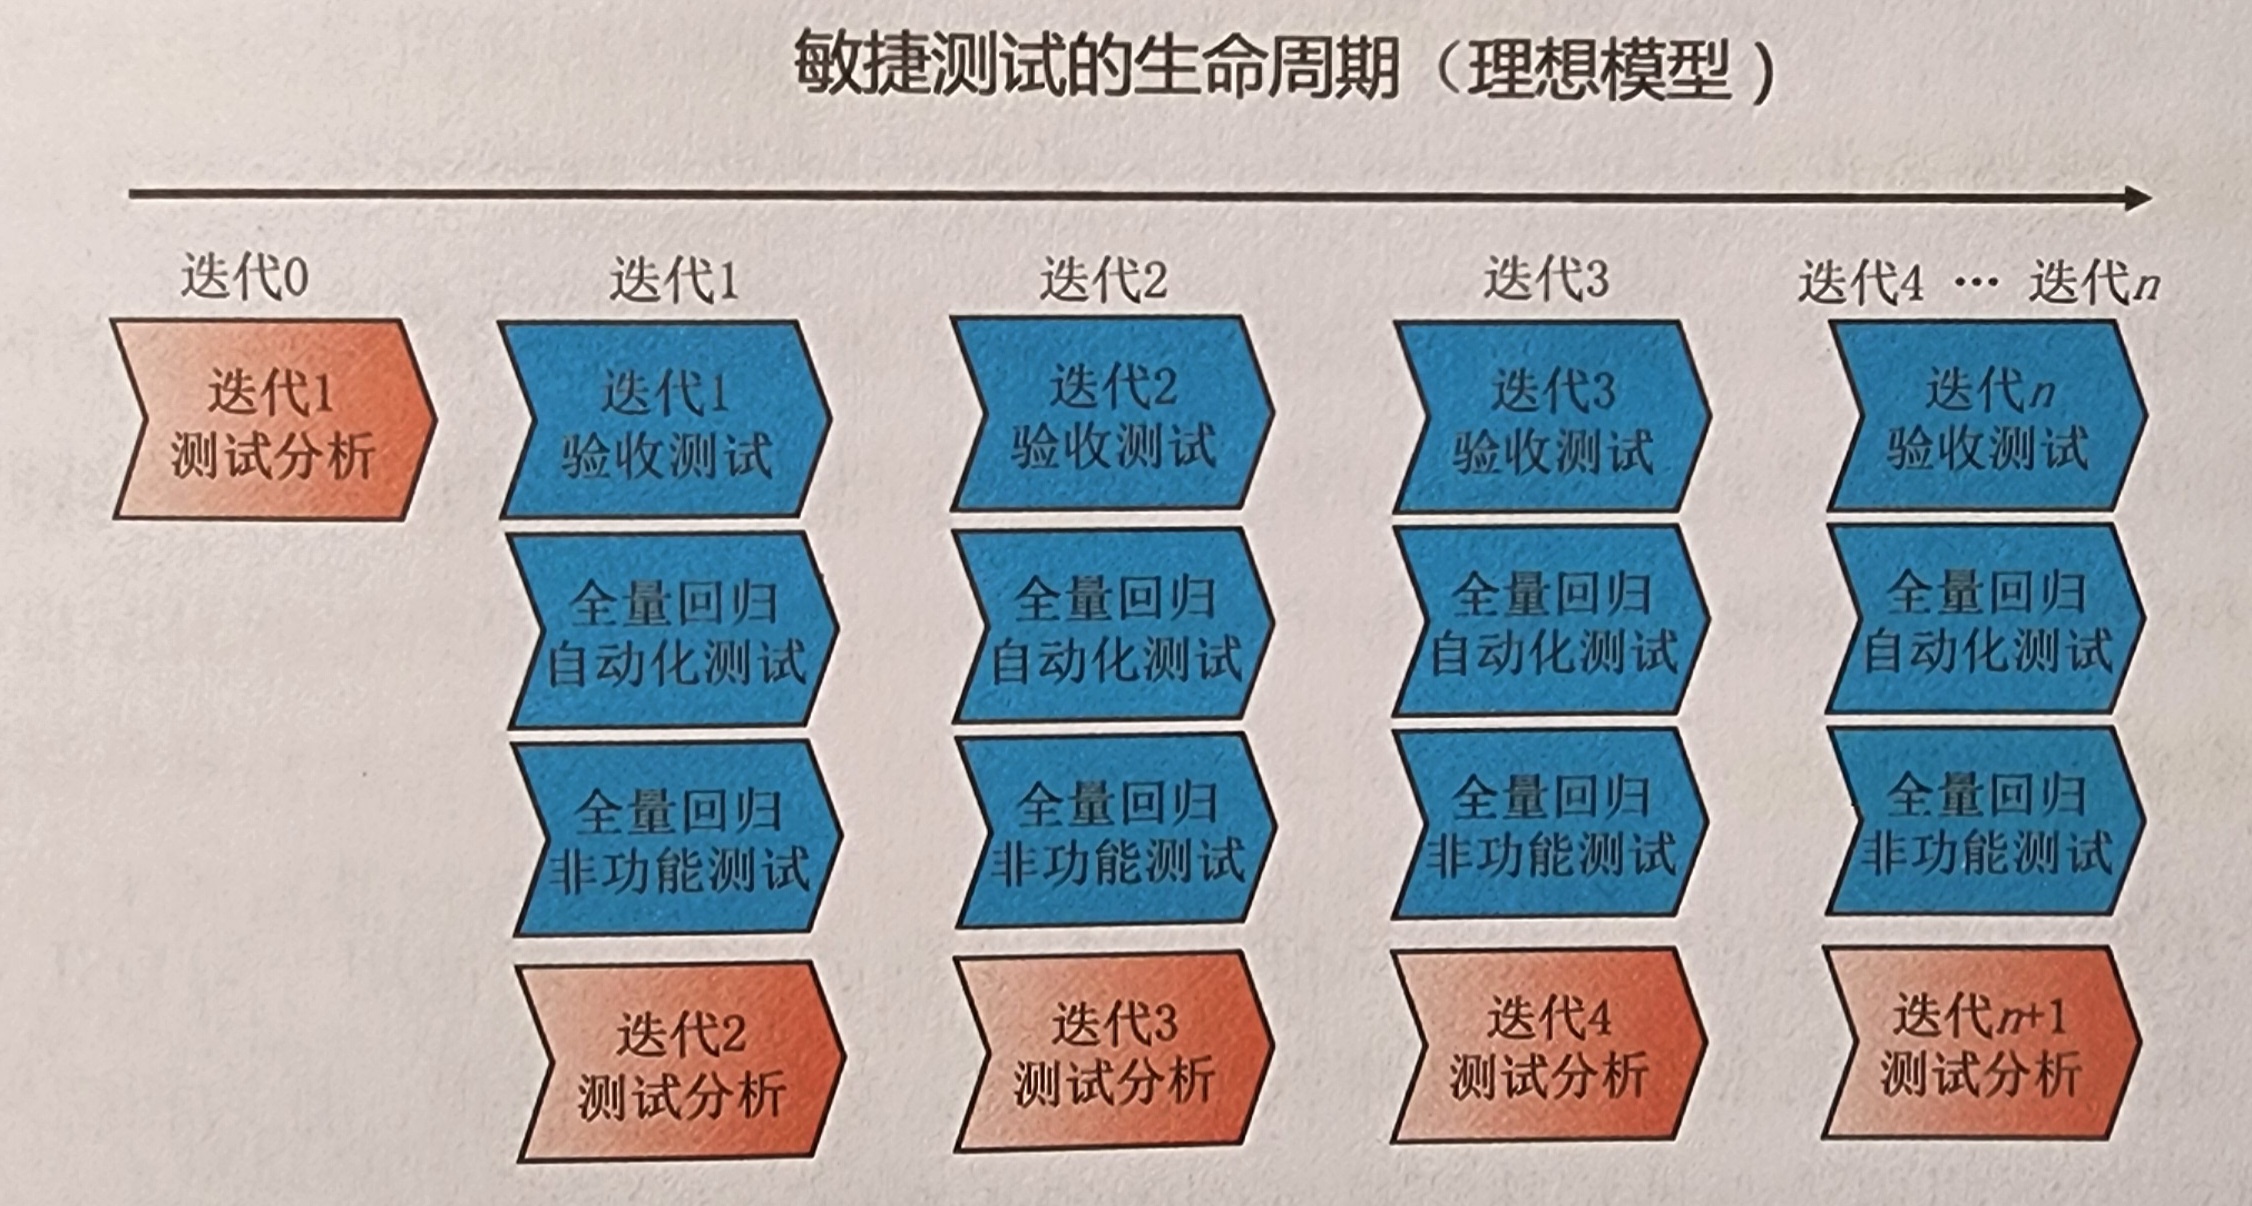 敏捷测试的生命周期（理想模型）
迭代0
迭代1
迭代2
迭代3
迭代4 … 迭代n
迭代1
测试分析
迭代1
验收测试
迭代2
验收测试
迭代3
验收测试
迭代n
验收测试
全量回归
自动化测试
全量回归
自动化测试
全量回归
自动化测试
全量回归
自动化测试
全量回归
非功能测试
全量回归
非功能测试
全量回归
非功能测试
全量回归
非功能测试
迭代2
测试分析
迭代3
测试分析
迭代4
测试分析
迭代n+1
测试分析